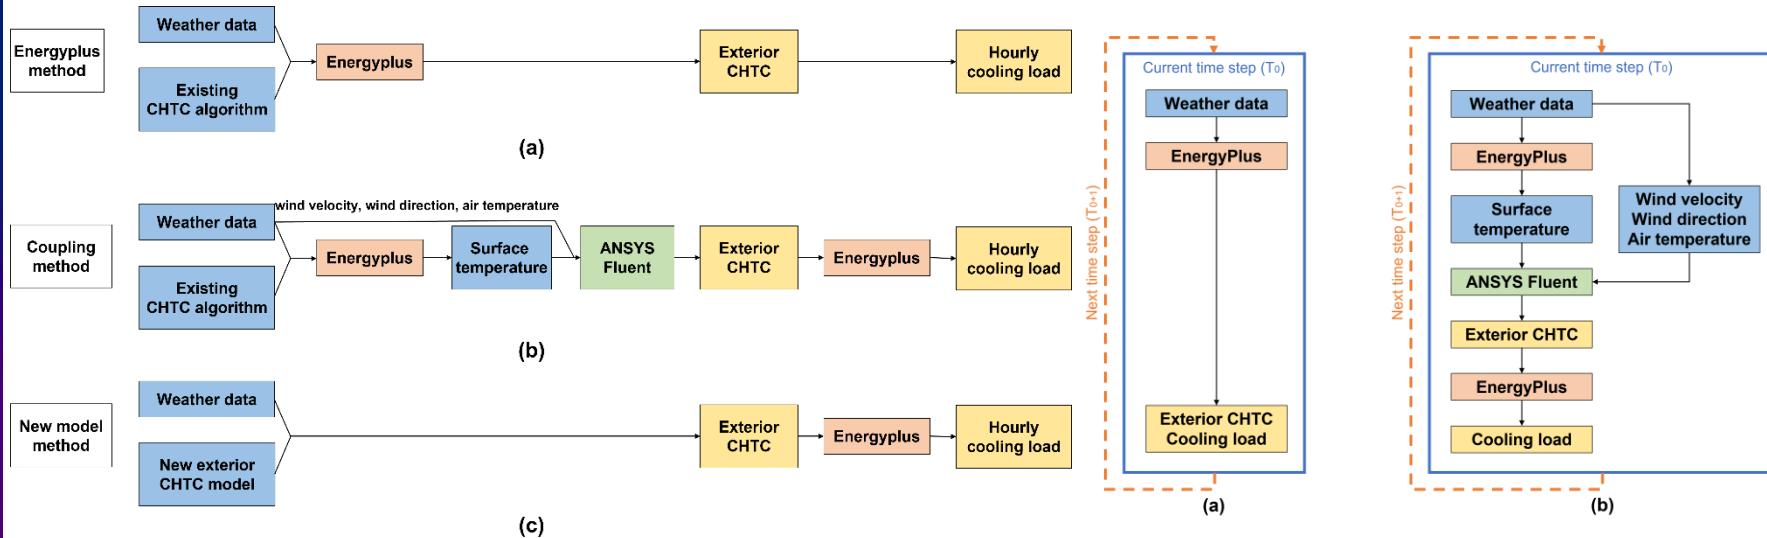 Energyplus
method
Weather data
Existing
CHTC algorithm
Energyplus
Exterior
CHTC
Hourly
cooling load
(a)
Coupling
method
Weather data
Existing
CHTC algorithm
wind velocity, wind direction, air temperature
Energyplus
Surface
temperature
ANSYS
Fluent
Exterior
CHTC
Energyplus
Hourly
cooling load
(b)
New model
method
Weather data
New exterior
CHTC model
Exterior
CHTC
Energyplus
Hourly
cooling load
(c)
Next time step (T₀₊₁)
Current time step (T₀)
Weather data
EnergyPlus
Exterior CHTC
Cooling load
(a)
Next time step (T₀₊₁)
Current time step (T₀)
Weather data
EnergyPlus
Surface
temperature
Wind velocity
Wind direction
Air temperature
ANSYS Fluent
Exterior CHTC
EnergyPlus
Cooling load
(b)